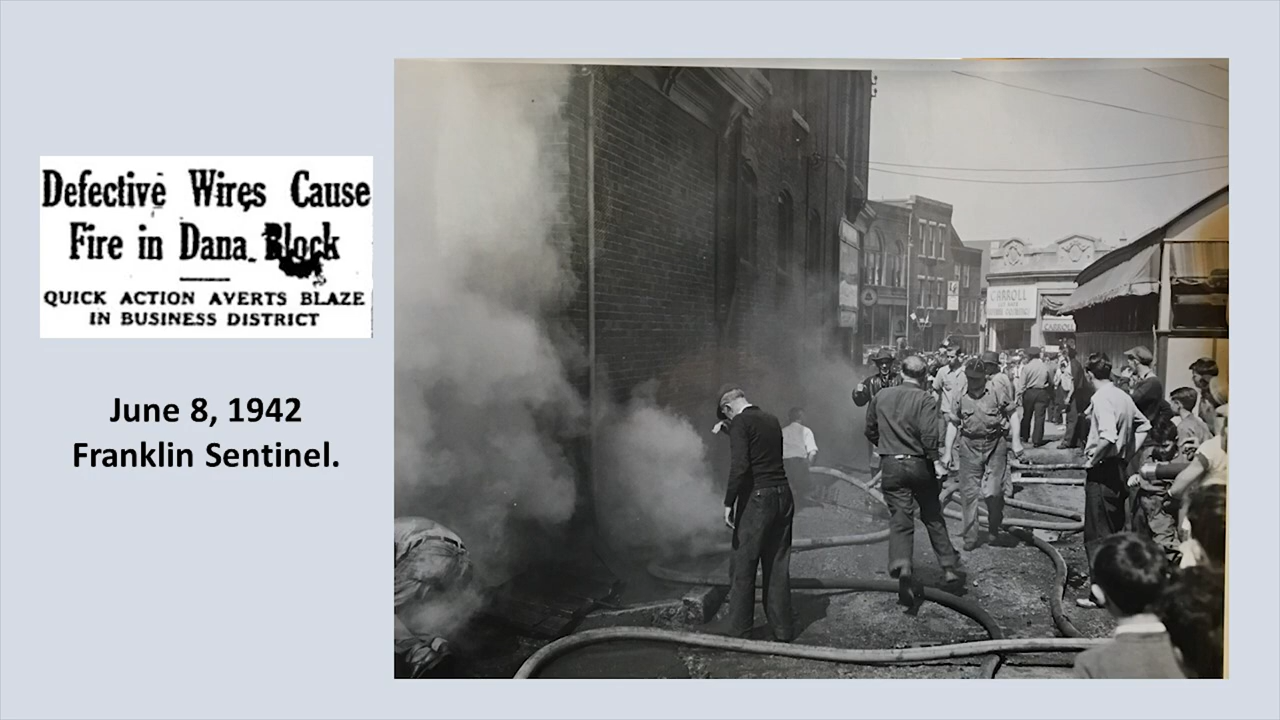 Defective Wires Cause
Fire in Dana Block
QUICK ACTION AVERTS BLAZE
IN BUSINESS DISTRICT
June 8, 1942
Franklin Sentinel.
CARROLL
CARROLL